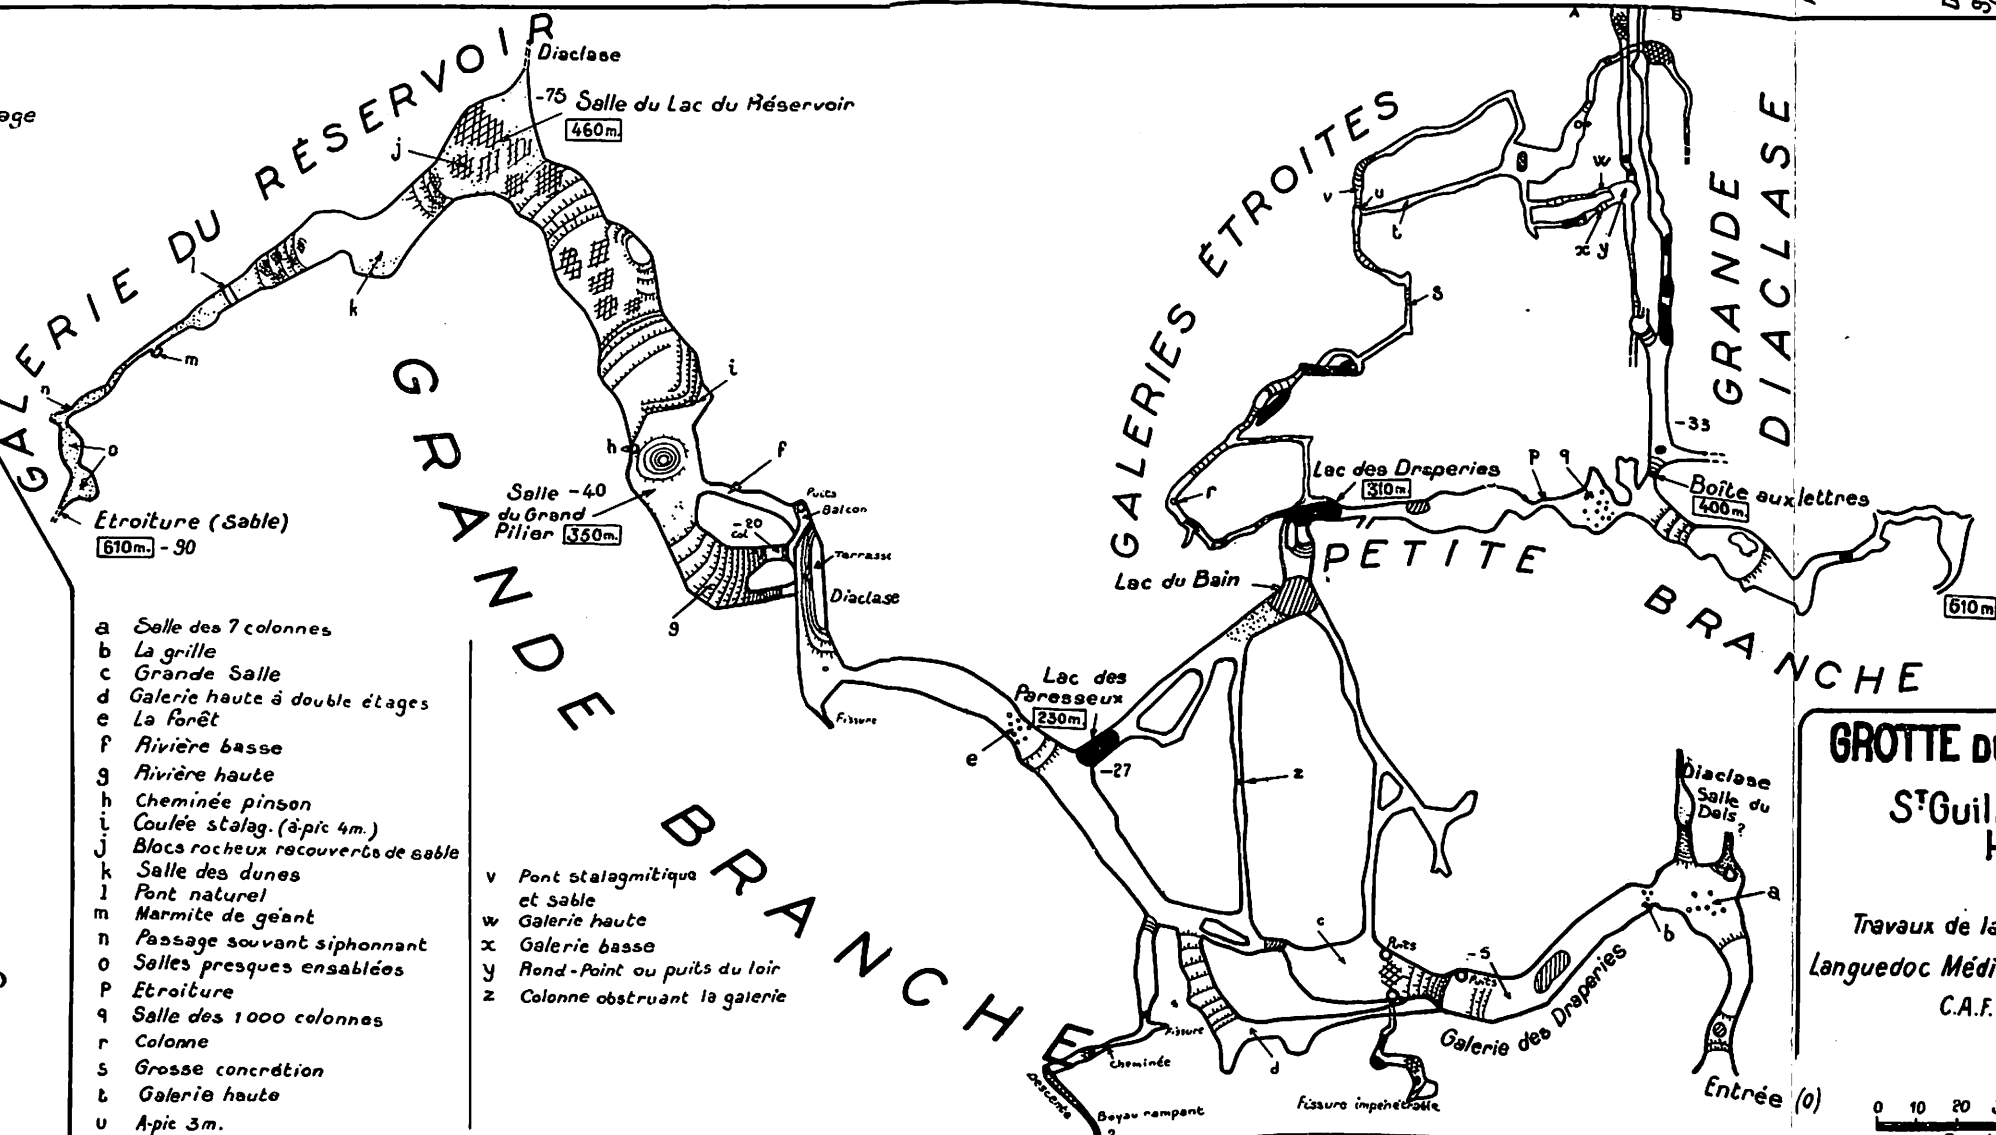 GALERIE DU RÉSERVOIR
Diaclase
-75 Salle du Lac du Réservoir
460m.
j
l
k
m
n
o
Etroiture (Sable)
610m. - 90
i
h
f
g
Salle -40
du Grand
Pilier 350m.
-20
Col
Puits
Balcon
Terrasse
Diaclase
Fissure
GRANDE BRANCHE
Lac des
Paresseux
230m.
e
-27
z
Lac du Bain
GALERIES ÉTROITES
A
B
v
u
t
w
x y
s
r
GRANDE
DIACLASE
-33
Lac des Draperies
310m.
p
q
Boîte aux lettres
400m.
PETITE BRANCHE
610m
Diaclase
Salle du
Dais
?
a
b
c
Puits
-5
Puits
Galerie des Draperies
d
Fissure
Cheminée
Descente
Boyau rampant
?
Fissure impénétrable
Entrée (0)
a Salle des 7 colonnes
b La grille
c Grande Salle
d Galerie haute à double étages
e La Forêt
f Rivière basse
g Rivière haute
h Cheminée pinson
i Coulée stalag. (à-pic 4m.)
j Blocs rocheux recouverts de sable
k Salle des dunes
l Pont naturel
m Marmite de géant
n Passage souvant siphonnant
o Salles presques ensablées
p Etroiture
q Salle des 1000 colonnes
r Colonne
s Grosse concrétion
t Galerie haute
u A-pic 3m.
v Pont stalagmitique
et sable
w Galerie haute
x Galerie basse
y Rond-Point ou puits du loir
z Colonne obstruant la galerie
GROTTE D
ST Guil
H
Travaux de la
Languedoc Médi
C.A.F.
0 10 20